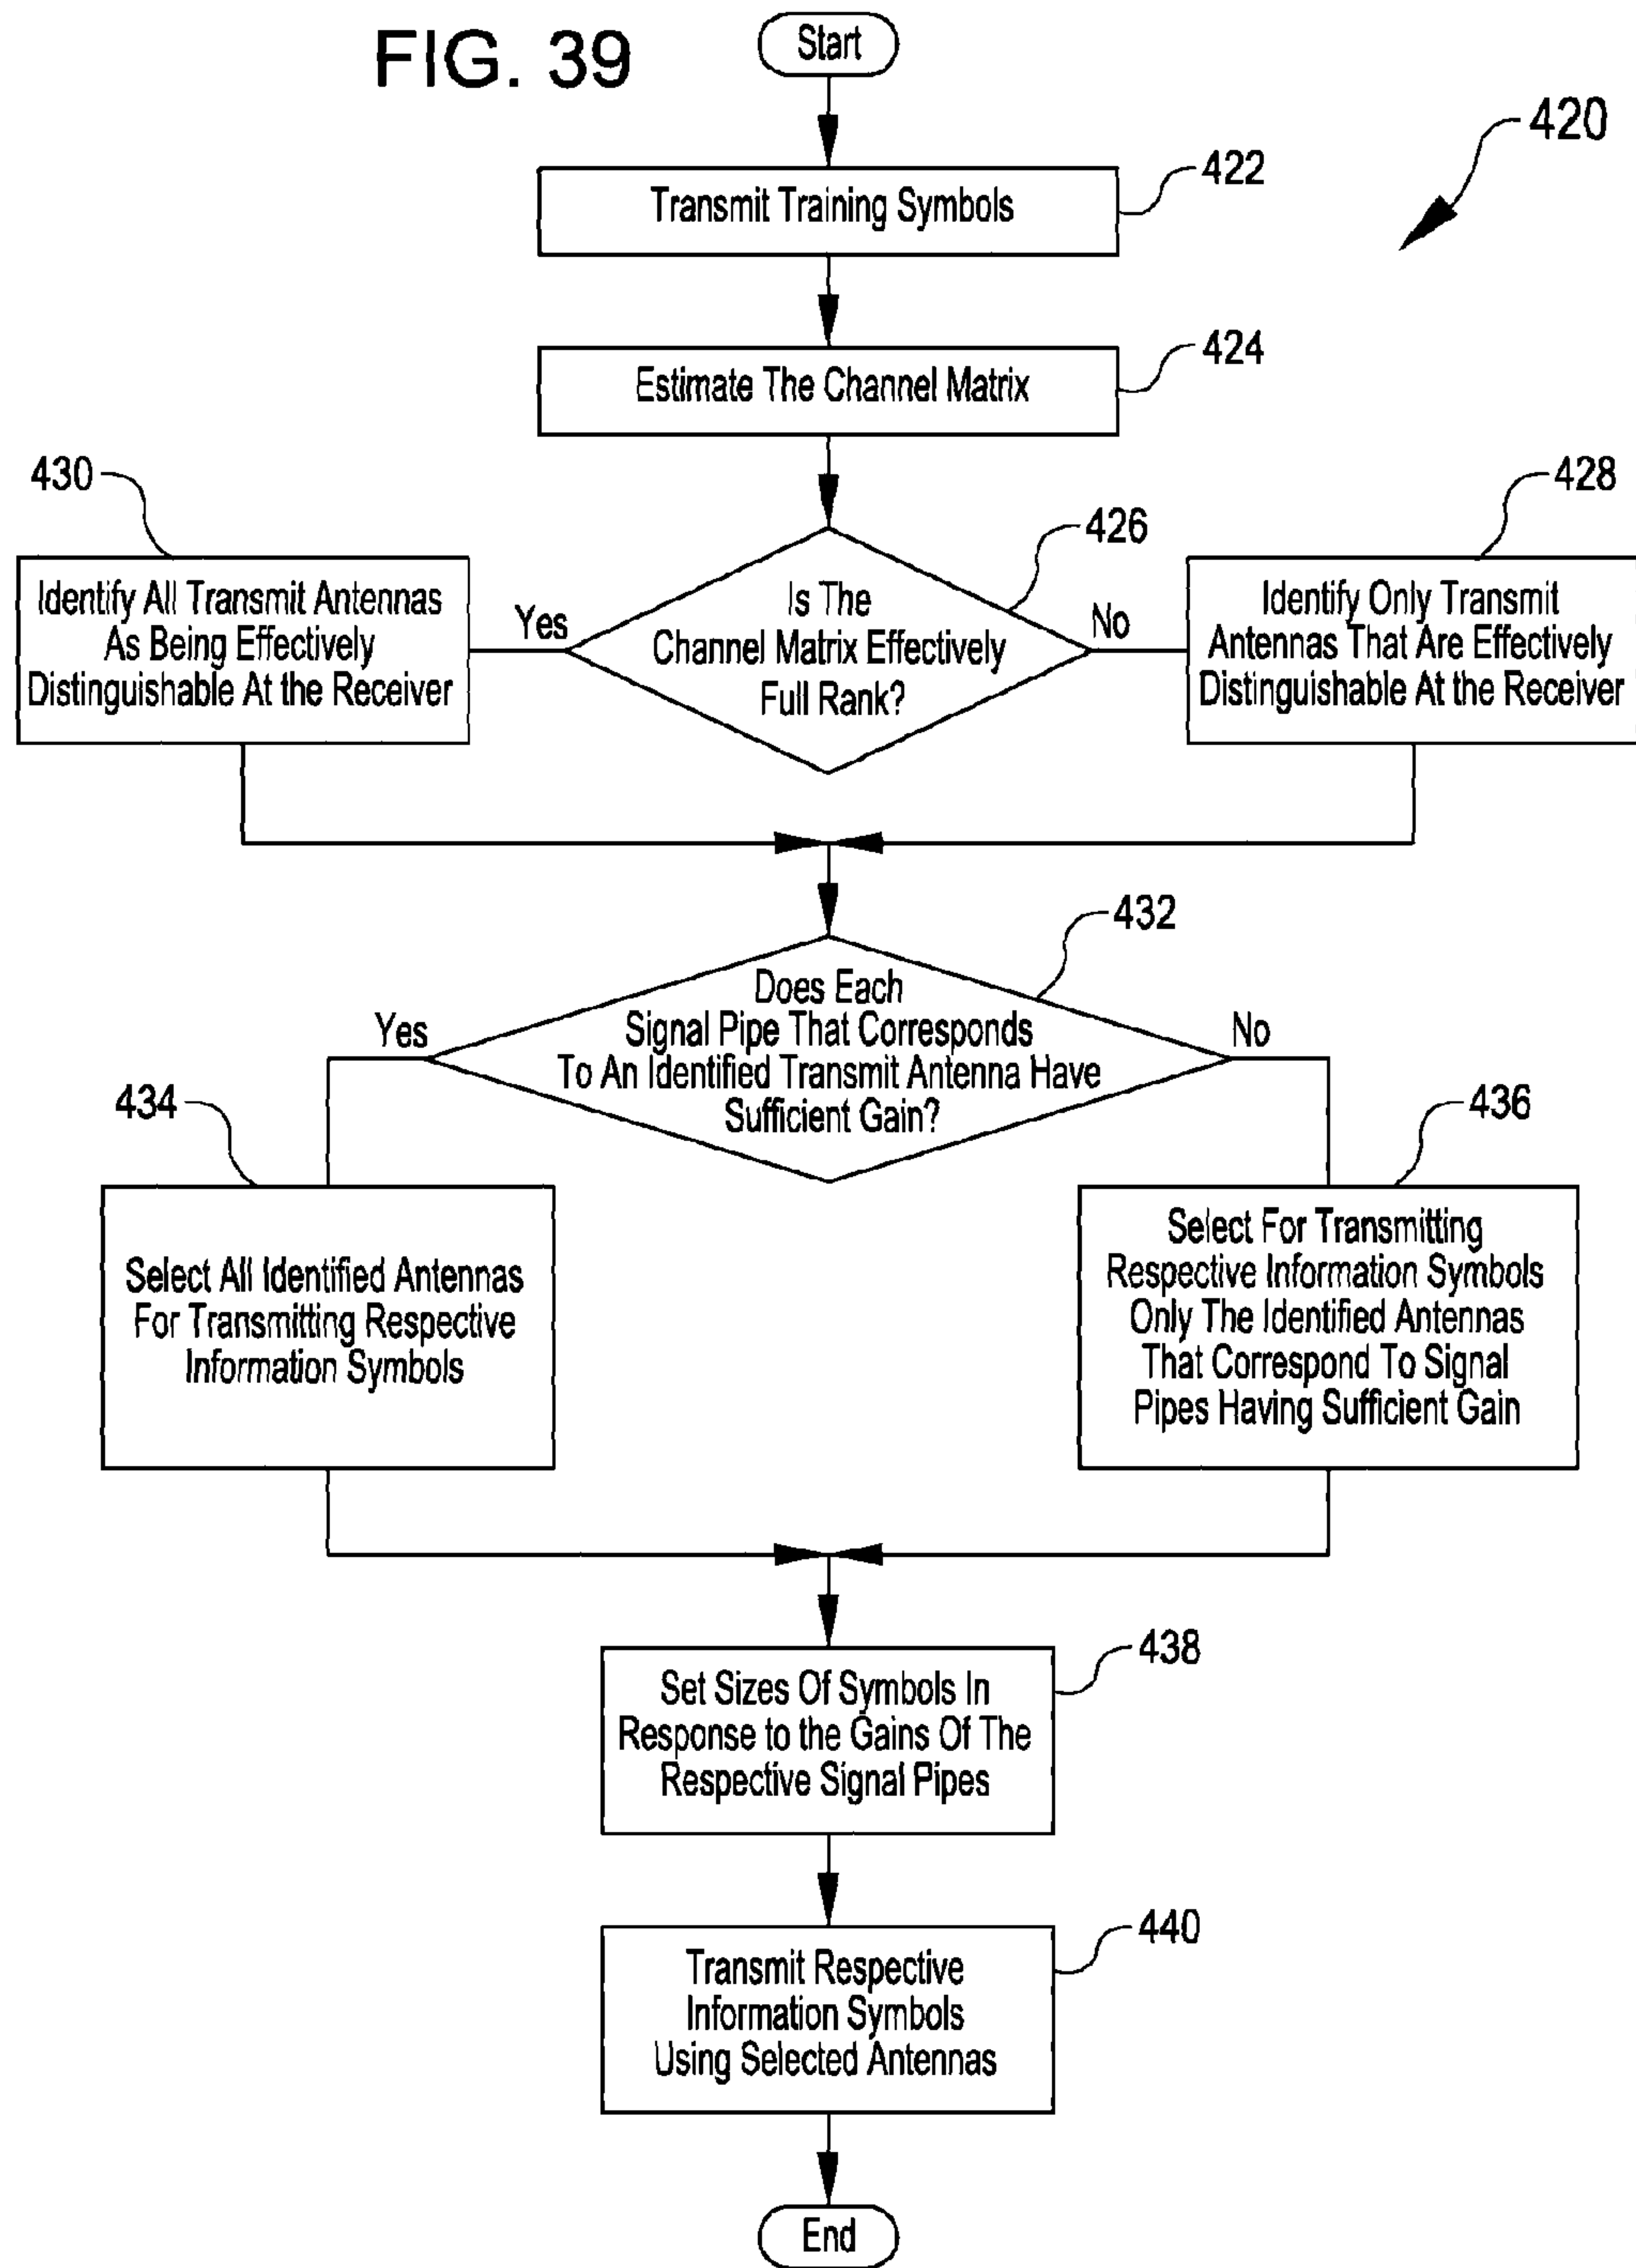 FIG. 39
Start
420
422
Transmit Training Symbols
424
Estimate The Channel Matrix
430
426
428
Identify All Transmit Antennas
As Being Effectively
Distinguishable At the Receiver
Yes
Is The
Channel Matrix Effectively
Full Rank?
No
Identify Only Transmit
Antennas That are Effectively
Distinguishable At the Receiver
432
Does Each
Signal Pipe That Corresponds
To An Identified Transmit Antenna Have
Sufficient Gain?
Yes
No
434
436
Select All Identified Antennas
For Transmitting Respective
Information Symbols
Select For Transmitting
Respective Information Symbols
Only The Identified Antennas
That Correspond To Signal
Pipes Having Sufficient Gain
438
Set Sizes Of Symbols In
Response to the Gains Of The
Respective Signal Pipes
440
Transmit Respective
Information Symbols
Using Selected Antennas
End